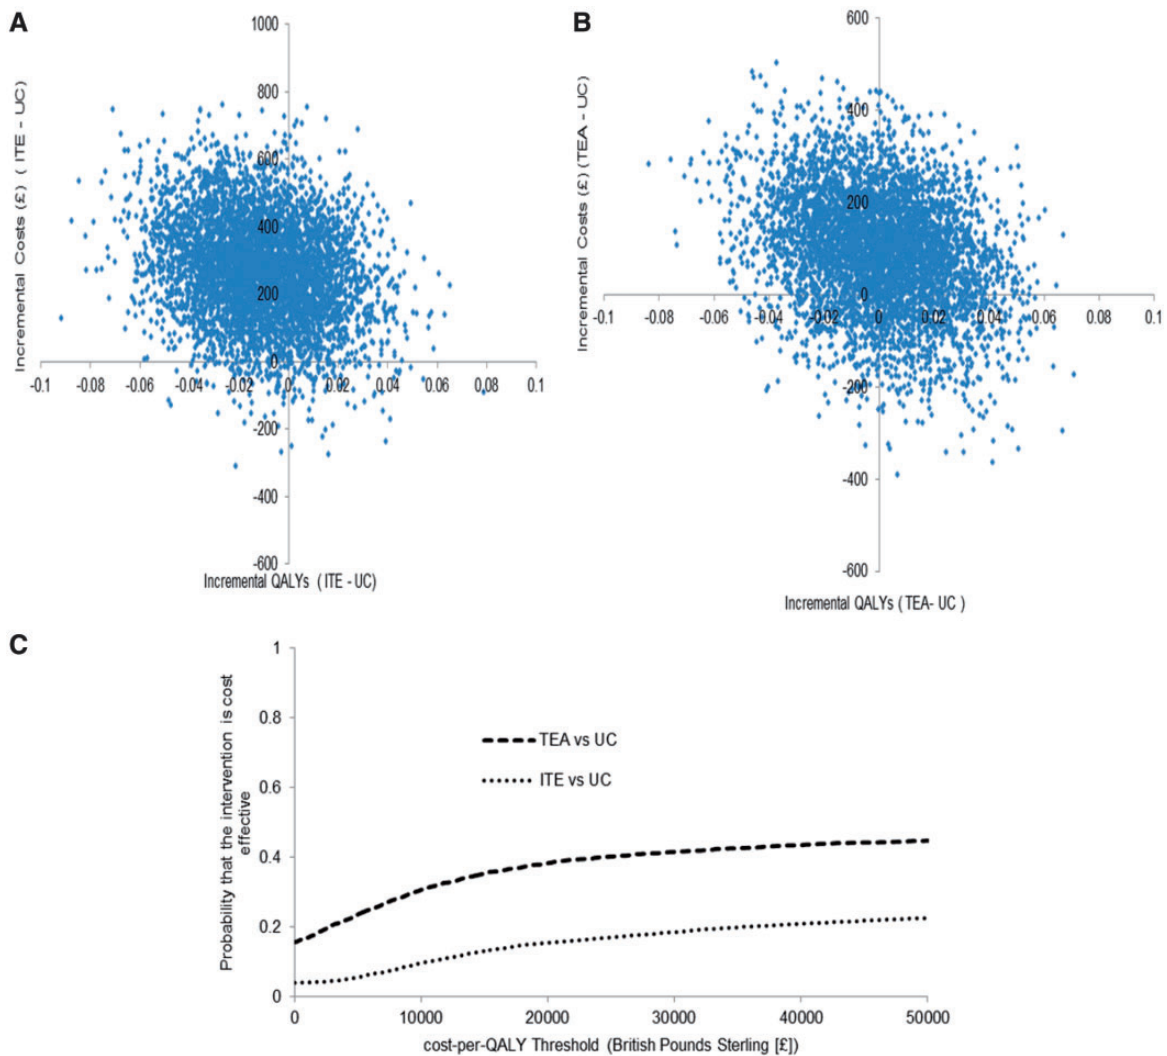 A
Incremental Costs (£) ( ITE - UC)
1000
800
600
400
200
0
-200
-400
-600
-0.1 -0.08 -0.06 -0.04 -0.02 0 0.02 0.04 0.06 0.08 0.1
Incremental QALYs ( ITE - UC)
B
Incremental Costs (£) (TEA - UC)
600
400
200
0
-200
-400
-600
-0.1 -0.08 -0.06 -0.04 -0.02 0 0.02 0.04 0.06 0.08 0.1
Incremental QALYs ( TEA- UC )
C
Probability that the intervention is cost
effective
1
0.8
0.6
0.4
0.2
0
TEA vs UC
ITE vs UC
0 10000 20000 30000 40000 50000
cost-per-QALY Threshold (British Pounds Sterling [£])